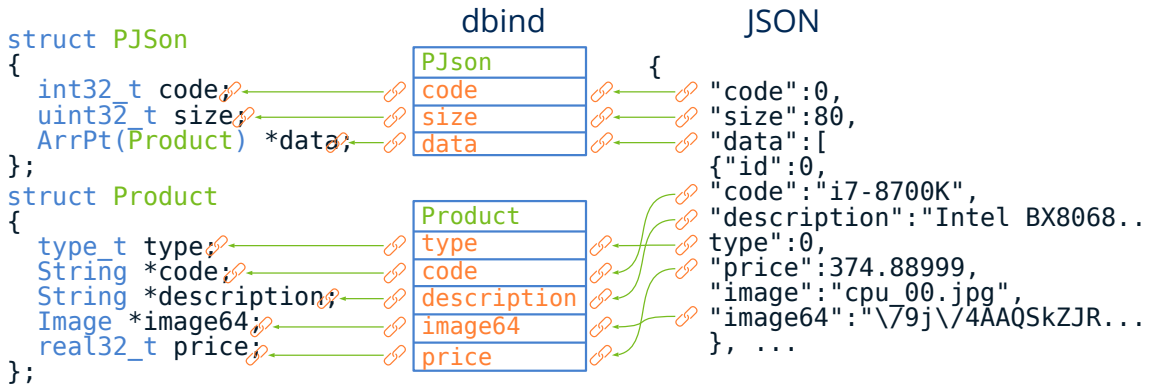 struct PJSon
{
int32_t code;
uint32_t size;
ArrPt(Product) *data;
};
struct Product
{
type_t type;
String *code;
String *description;
Image *image64;
real32_t price;
};
dbind
PJson
code
size
data
Product
type
code
description
image64
price
JSON
{
"code":0,
"size":80,
"data":[
{"id":0,
"code":"i7-8700K",
"description":"Intel BX8068..
type":0,
"price":374.88999,
"image":"cpu_00.jpg",
"image64":"\/9j\/4AAQSkZJR...
}, ...